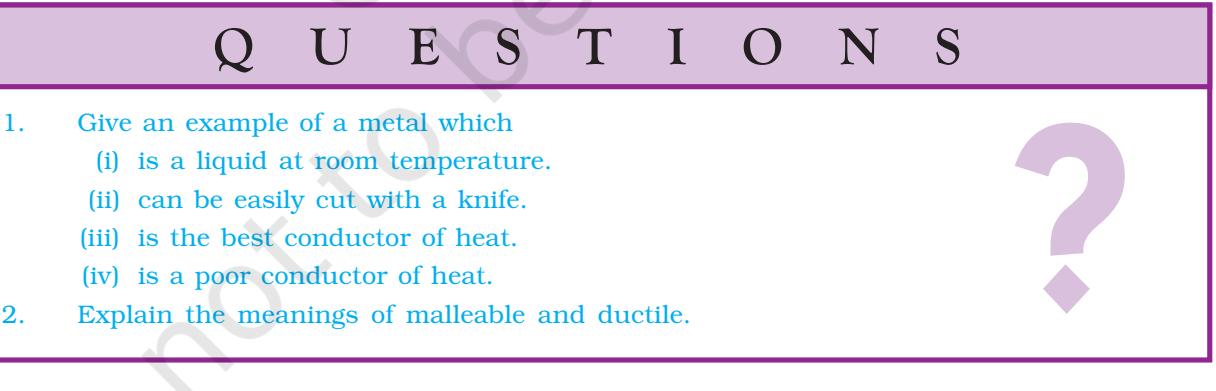 QUESTIONS
1. Give an example of a metal which
(i) is a liquid at room temperature.
(ii) can be easily cut with a knife.
(iii) is the best conductor of heat.
(iv) is a poor conductor of heat.
2. Explain the meanings of malleable and ductile.
?
not to be